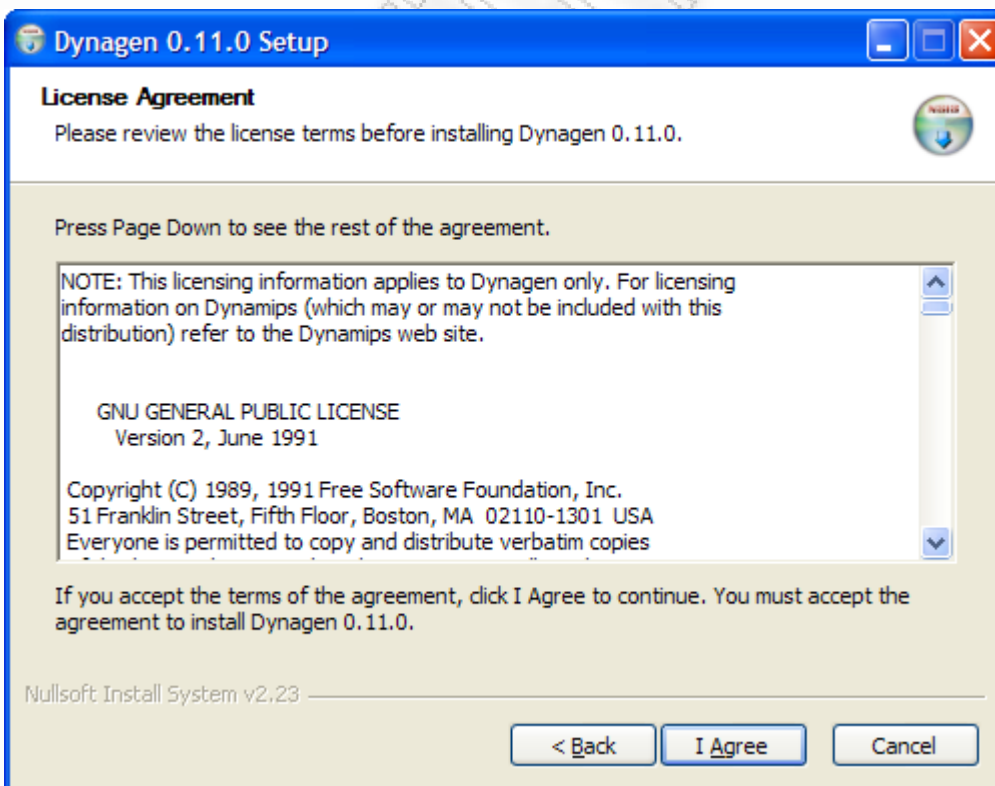 Dynagen 0.11.0 Setup
License Agreement
Please review the license terms before installing Dynagen 0.11.0.
Press Page Down to see the rest of the agreement.
NOTE: This licensing information applies to Dynagen only. For licensing
information on Dynamips (which may or may not be included with this
distribution) refer to the Dynamips web site.
GNU GENERAL PUBLIC LICENSE
Version 2, June 1991
Copyright (C) 1989, 1991 Free Software Foundation, Inc.
51 Franklin Street, Fifth Floor, Boston, MA 02110-1301 USA
Everyone is permitted to copy and distribute verbatim copies
If you accept the terms of the agreement, click I Agree to continue. You must accept the
agreement to install Dynagen 0.11.0.
Nullsoft Install System v2.23
< Back
I Agree
Cancel